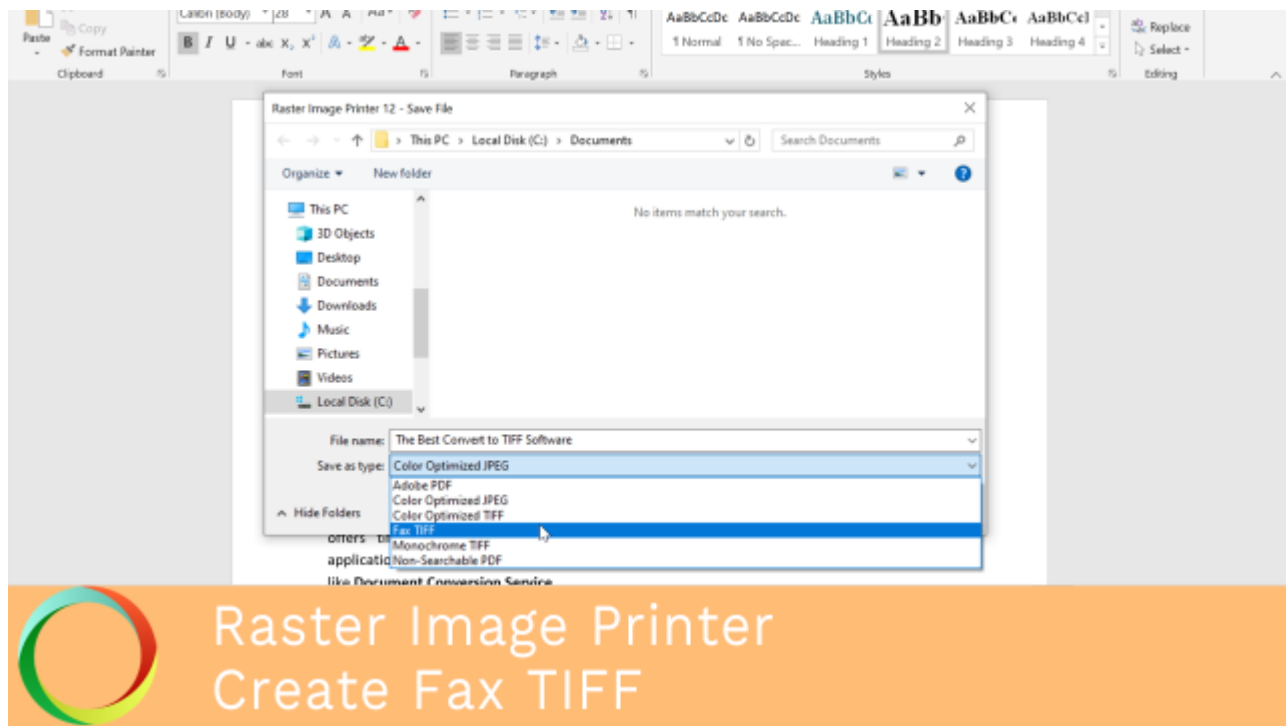 Calibri (Body) 28
Copy
Paste
Format Painter
B I U abc X₂ X² A A
AaBbCcDc AaBbCcDc AaBbCc AaBb AaBbCc AaBbCcI
¶ Normal ¶ No Spac... Heading 1 Heading 2 Heading 3 Heading 4
Replace
Select
Clipboard Font Paragraph Styles Editing
Raster Image Printer 12 - Save File
This PC > Local Disk (C:) > Documents
Search Documents
Organize New folder
This PC
No items match your search.
3D Objects
Desktop
Documents
Downloads
Music
Pictures
Videos
Local Disk (C:)
File name: The Best Convert to TIFF Software
Save as type: Color Optimized JPEG
Adobe PDF
Color Optimized JPEG
Hide Folders
Color Optimized TIFF
Fax TIFF
offers
Monochrome TIFF
Non-Searchable PDF
like Document Conversion Service
Raster Image Printer
Create Fax TIFF